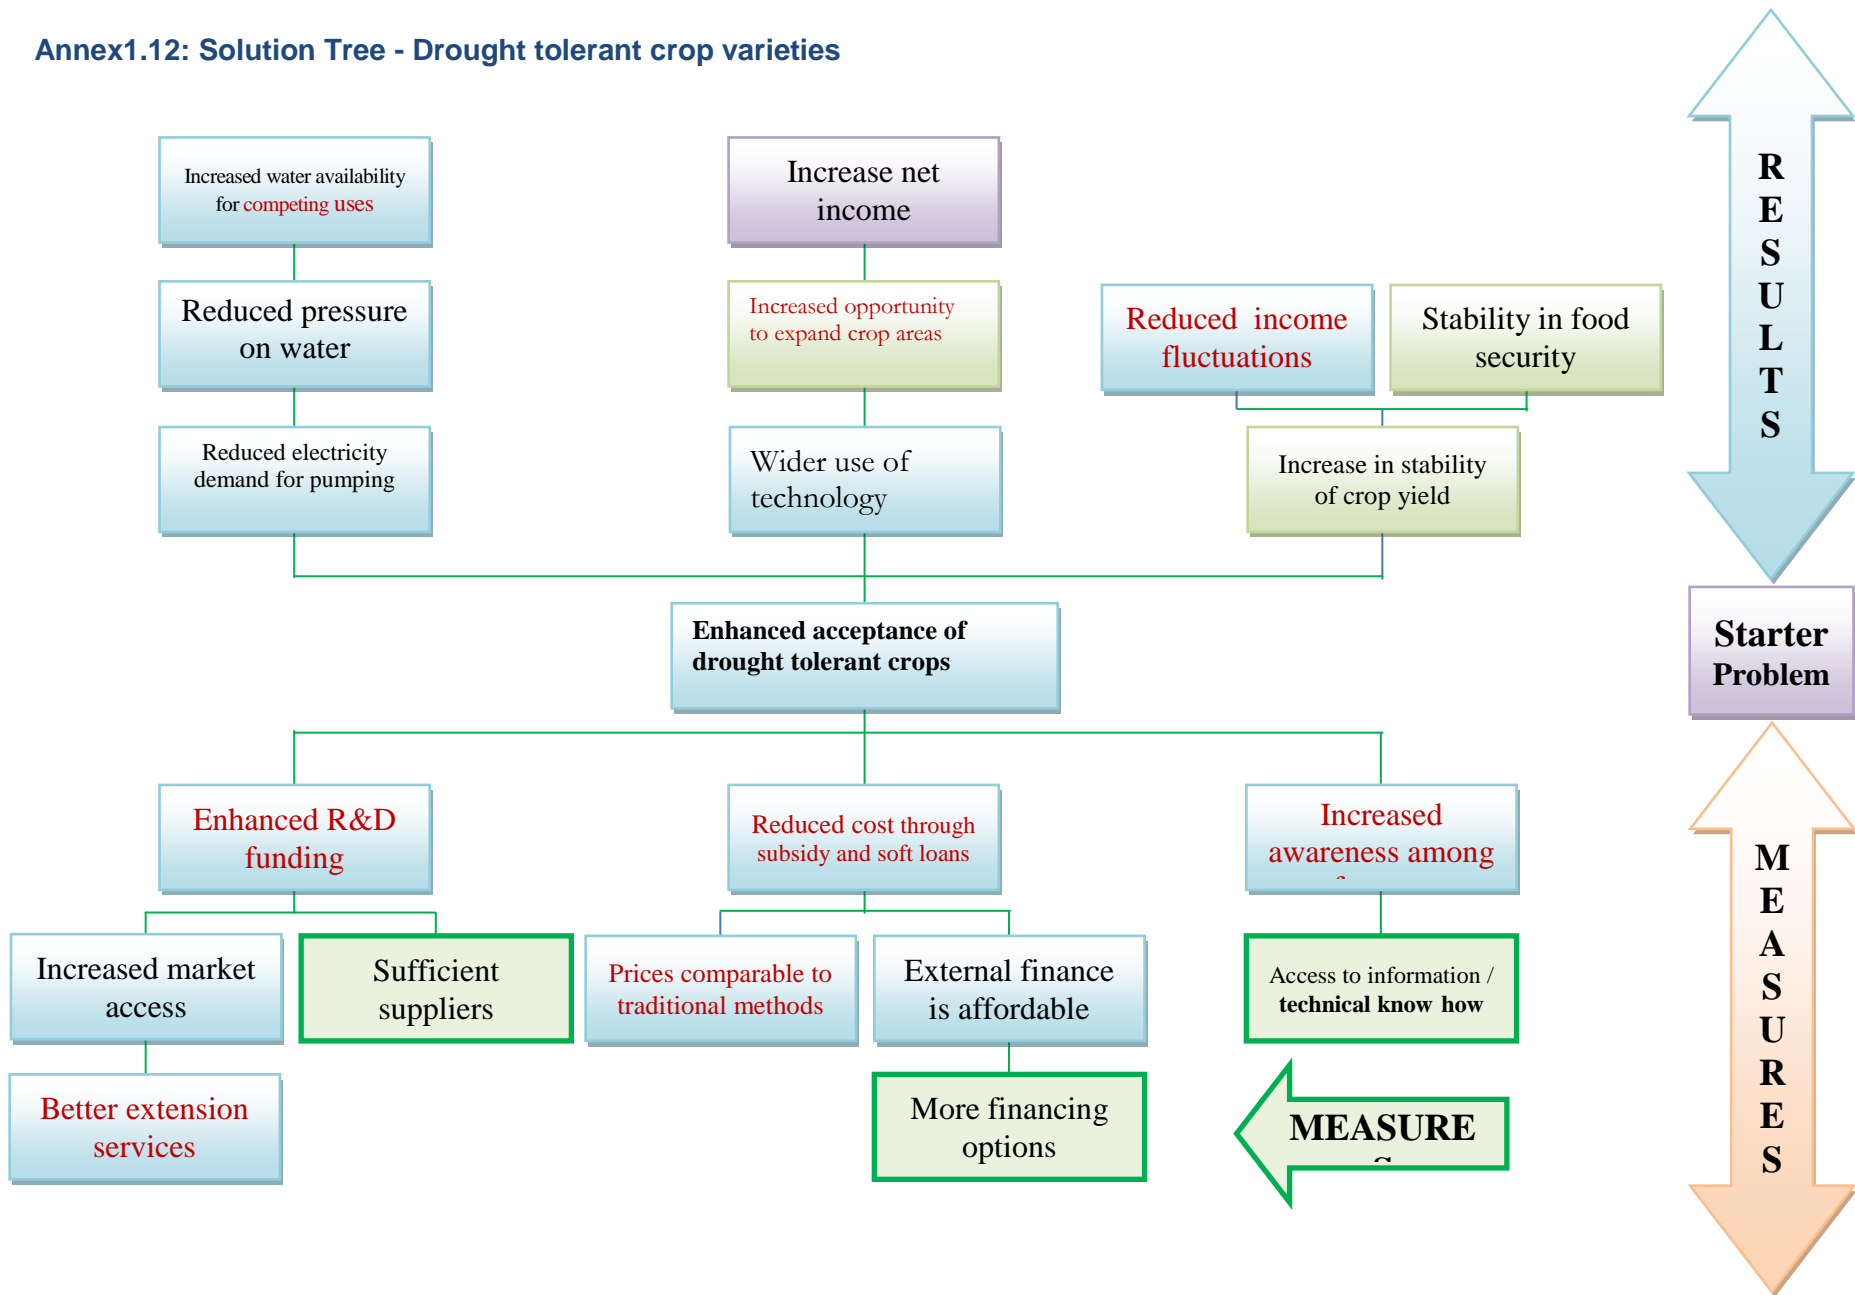 Annex1.12: Solution Tree - Drought tolerant crop varieties
Increased water availability
for competing uses
Increase net
income
Reduced pressure
on water
Increased opportunity
to expand crop areas
Reduced income
fluctuations
Stability in food
security
Reduced electricity
demand for pumping
Wider use of
technology
Increase in stability
of crop yield
R
E
S
U
L
T
S
Enhanced acceptance of
drought tolerant crops
Starter
Problem
Enhanced R&D
funding
Reduced cost through
subsidy and soft loans
Increased
awareness among
Increased market
access
Sufficient
suppliers
Prices comparable to
traditional methods
External finance
is affordable
Access to information /
technical know how
Better extension
services
More financing
options
MEASURE
M
E
A
S
U
R
E
S